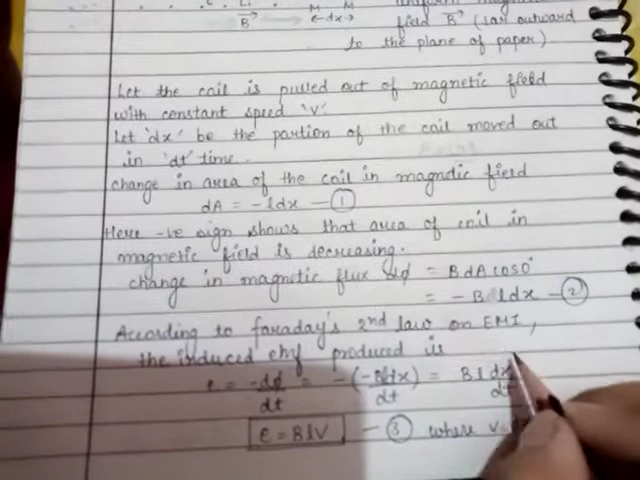 B→ M ←dx→ M
field B→ (say outward
to the plane of paper)
Let the coil is pulled out of magnetic field
with constant speed 'v'.
Let 'dx' be the portion of the coil moved out
in 'dt' time.
change in area of the coil in magnetic field
dA = -ldx — ①
Here -ve sign shows that area of coil in
magnetic field is decreasing.
change in magnetic flux dφ = B dA cos0°
= - B ldx — ②
According to faraday's 2nd law on EMI,
the induced emf produced is
e = -dφ/dt = -(-Bldx)/dt = Bl dx/dt
ε = Blv — ③ where v